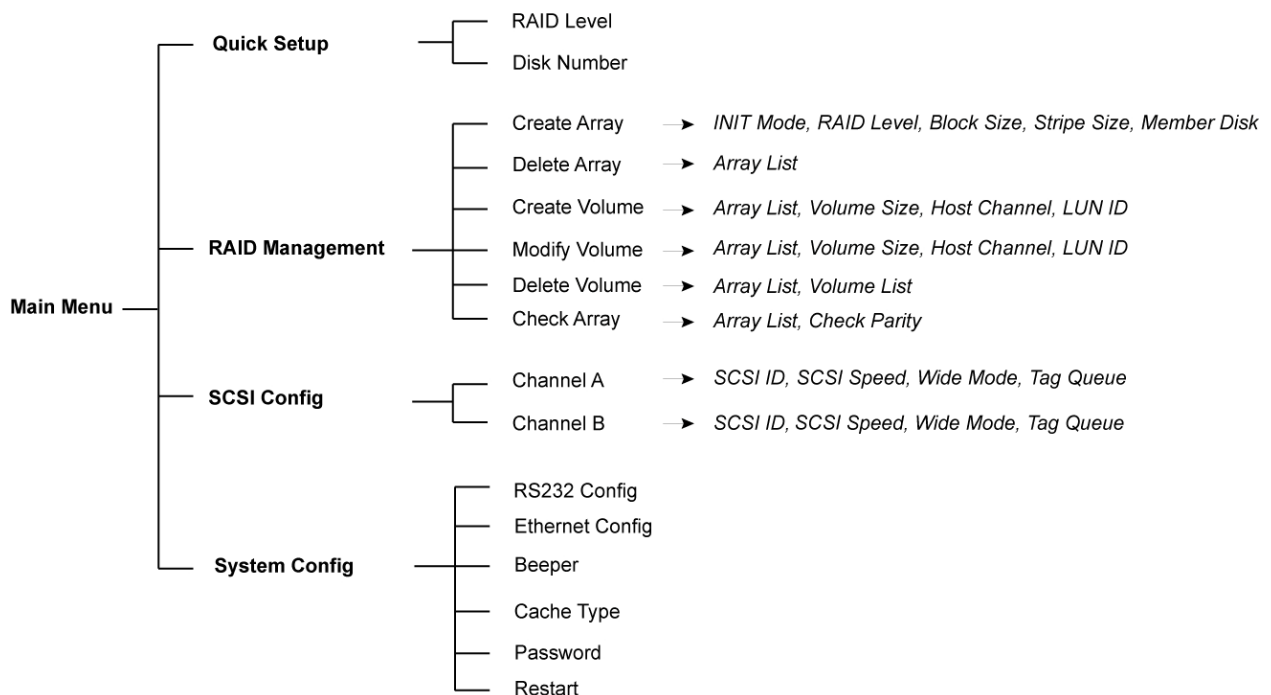 RAID Level
Quick Setup
Disk Number
Create Array INIT Mode, RAID Level, Block Size, Stripe Size, Member Disk
Delete Array Array List
Create Volume Array List, Volume Size, Host Channel, LUN ID
RAID Management Modify Volume Array List, Volume Size, Host Channel, LUN ID
Delete Volume Array List, Volume List
Main Menu
Check Array Array List, Check Parity
Channel A SCSI ID, SCSI Speed, Wide Mode, Tag Queue
SCSI Config
Channel B SCSI ID, SCSI Speed, Wide Mode, Tag Queue
RS232 Config
Ethernet Config
System Config Beeper
Cache Type
Password
Restart